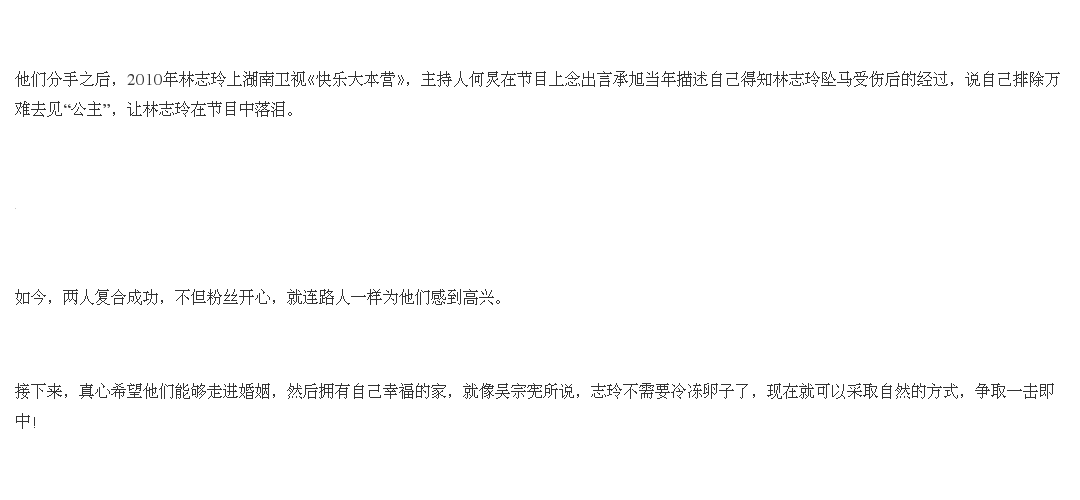 他们分手之后，2010年林志玲上湖南卫视《快乐大本营》，主持人何炅在节目上念出言承旭当年描述自己得知林志玲坠马受伤后的经过，说自己排除万
难去见“公主”，让林志玲在节目中落泪。
如今，两人复合成功，不但粉丝开心，就连路人一样为他们感到高兴。
接下来，真心希望他们能够走进婚姻，然后拥有自己幸福的家，就像吴宗宪所说，志玲不需要冷冻卵子了，现在就可以采取自然的方式，争取一击即
中!